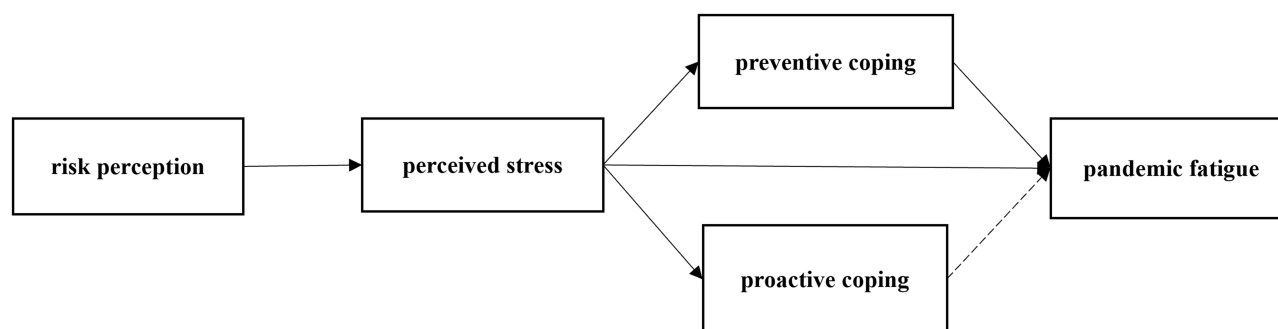 risk perception
perceived stress
preventive coping
proactive coping
pandemic fatigue